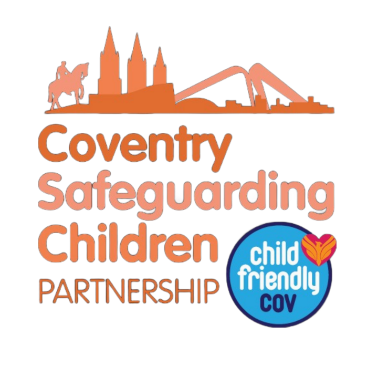 Coventry
Safeguarding
Children
PARTNERSHIP
child
friendly
COV